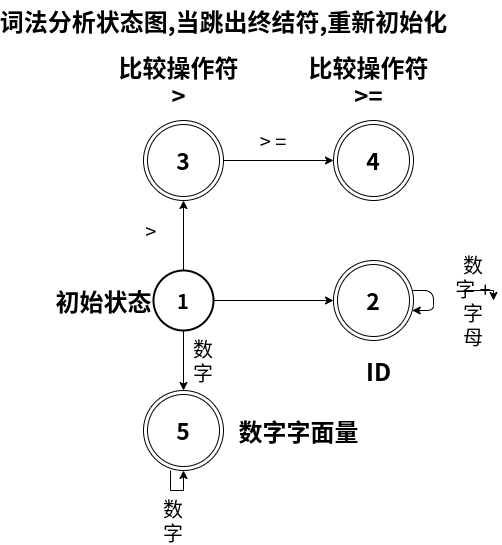 词法分析状态图,当跳出终结符,重新初始化
比较操作符
>
比较操作符
>=
3
> =
4
>
初始状态
1
2
数
字+
字
母
ID
数
字
5
数字字面量
数
字